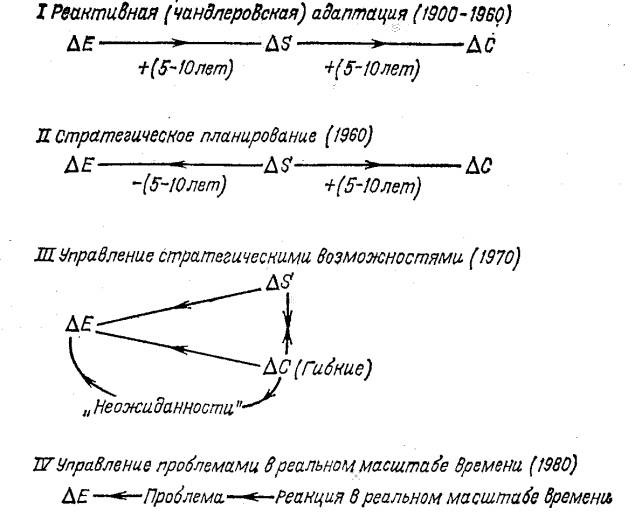 I Реактивная (чандлеровская) адаптация (1900-1960)
ΔE ΔS ΔC
+(5-10 лет) +(5-10 лет)
II Стратегическое планирование (1960)
ΔE ΔS ΔC
-(5-10 лет) +(5-10 лет)
III Управление стратегическими возможностями (1970)
ΔS
ΔE
ΔC (Гибкие)
„Неожиданности"
IV Управление проблемами в реальном масштабе времени (1980)
ΔE Проблема Реакция в реальном масштабе времени